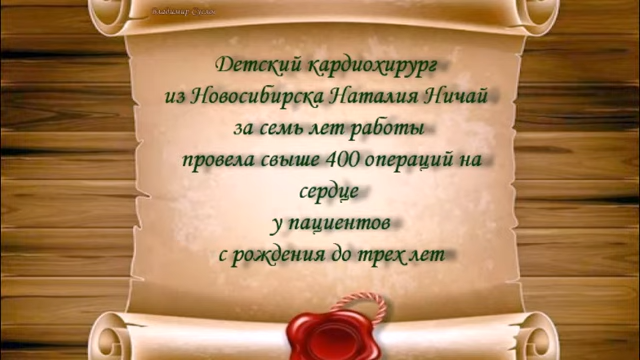 Детский кардиохирург
из Новосибирска Наталия Ничай
за семь лет работы
провела свыше 400 операций на
сердце
у пациентов
с рождения до трех лет